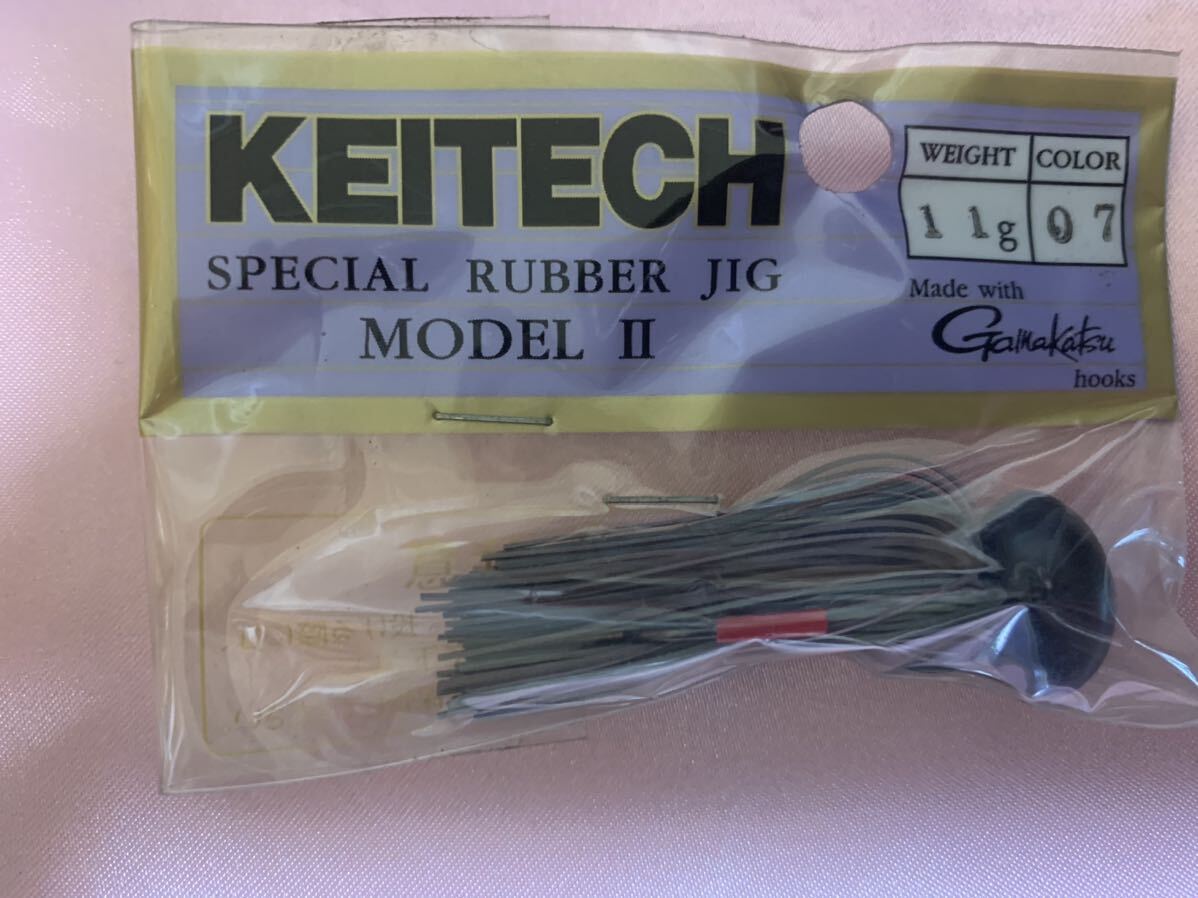 KEITECH
SPECIAL RUBBER JIG
MODEL II
WEIGHT COLOR
11g 07
Made with
Gamakatsu
hooks